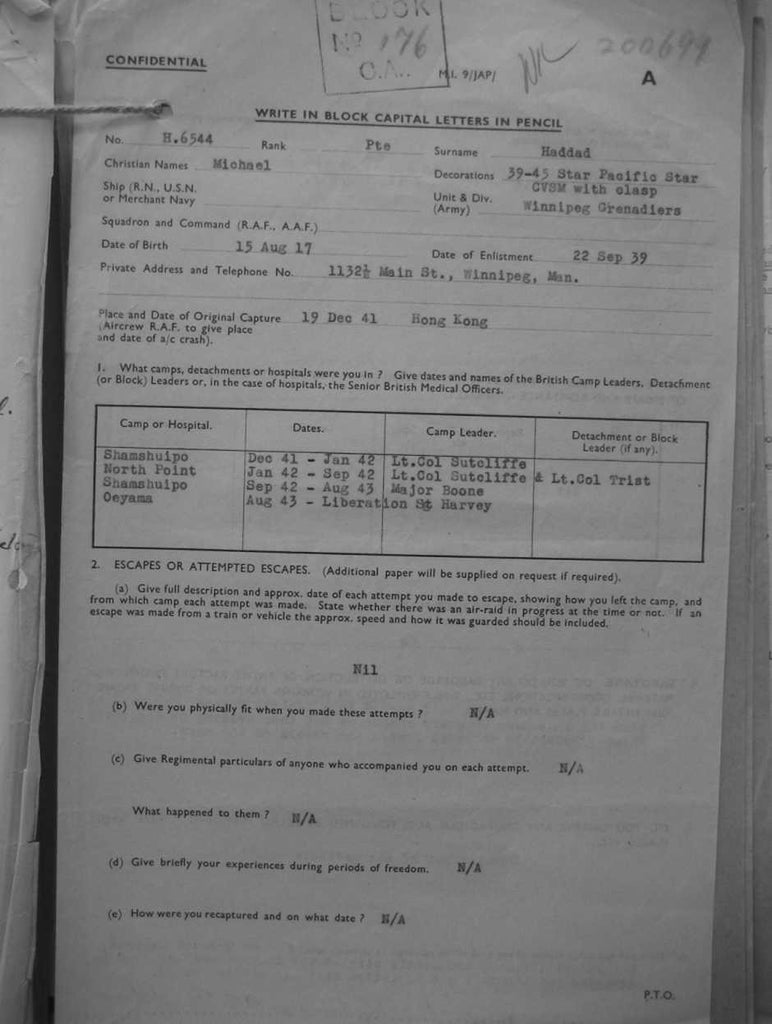 BLOCK
No 176
C.A.
CONFIDENTIAL
M.I. 9/JAP/
200699
A
WRITE IN BLOCK CAPITAL LETTERS IN PENCIL
No. H.6544 Rank Pte Surname Haddad
Christian Names Michael Decorations 39-45 Star Pacific Star
CVSM with clasp
Ship (R.N., U.S.N.
or Merchant Navy
Unit & Div.
(Army) Winnipeg Grenadiers
Squadron and Command (R.A.F., A.A.F.)
Date of Birth 15 Aug 17 Date of Enlistment 22 Sep 39
Private Address and Telephone No. 1132½ Main St., Winnipeg, Man.
Place and Date of Original Capture 19 Dec 41 Hong Kong
(Aircrew R.A.F. to give place
and date of a/c crash).
1. What camps, detachments or hospitals were you in ? Give dates and names of the British Camp Leaders, Detachment
(or Block) Leaders or, in the case of hospitals, the Senior British Medical Officers.
Camp or Hospital. Dates. Camp Leader. Detachment or Block
Leader (if any).
Shamshuipo Dec 41 - Jan 42 Lt.Col Sutcliffe
North Point Jan 42 - Sep 42 Lt.Col Sutcliffe & Lt.Col Trist
Shamshuipo Sep 42 - Aug 43 Major Boone
Oeyama Aug 43 - Liberation St Harvey
2. ESCAPES OR ATTEMPTED ESCAPES. (Additional paper will be supplied on request if required).
(a) Give full description and approx. date of each attempt you made to escape, showing how you left the camp, and
from which camp each attempt was made. State whether there was an air-raid in progress at the time or not. If an
escape was made from a train or vehicle the approx. speed and how it was guarded should be included.
Nil
(b) Were you physically fit when you made these attempts ? N/A
(c) Give Regimental particulars of anyone who accompanied you on each attempt. N/A
What happened to them ? N/A
(d) Give briefly your experiences during periods of freedom. N/A
(e) How were you recaptured and on what date ? N/A
P.T.O.